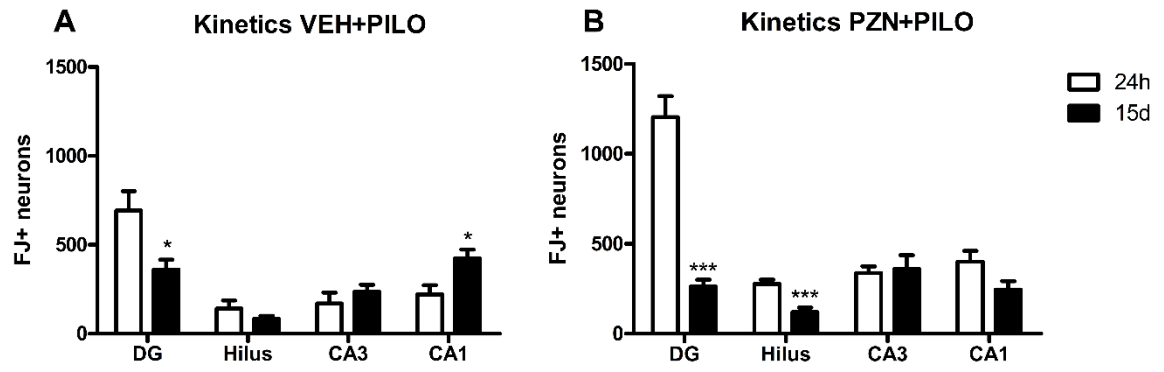 A
Kinetics VEH+PILO
FJ+ neurons
1500
1000
500
0
*
*
DG Hilus CA3 CA1
B
Kinetics PZN+PILO
FJ+ neurons
1500
1000
500
0
***
***
DG Hilus CA3 CA1
24h
15d